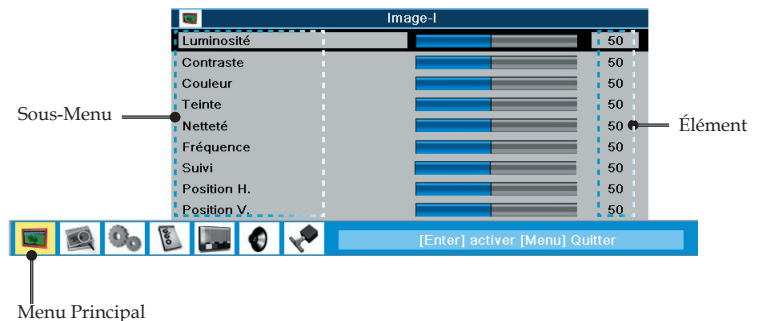 Image-I
Luminosité 50
Contraste 50
Couleur 50
Teinte 50
Sous-Menu
Netteté 50
Élément
Fréquence 50
Suivi 50
Position H. 50
Position V. 50
[Enter] activer [Menu] Quitter
Menu Principal